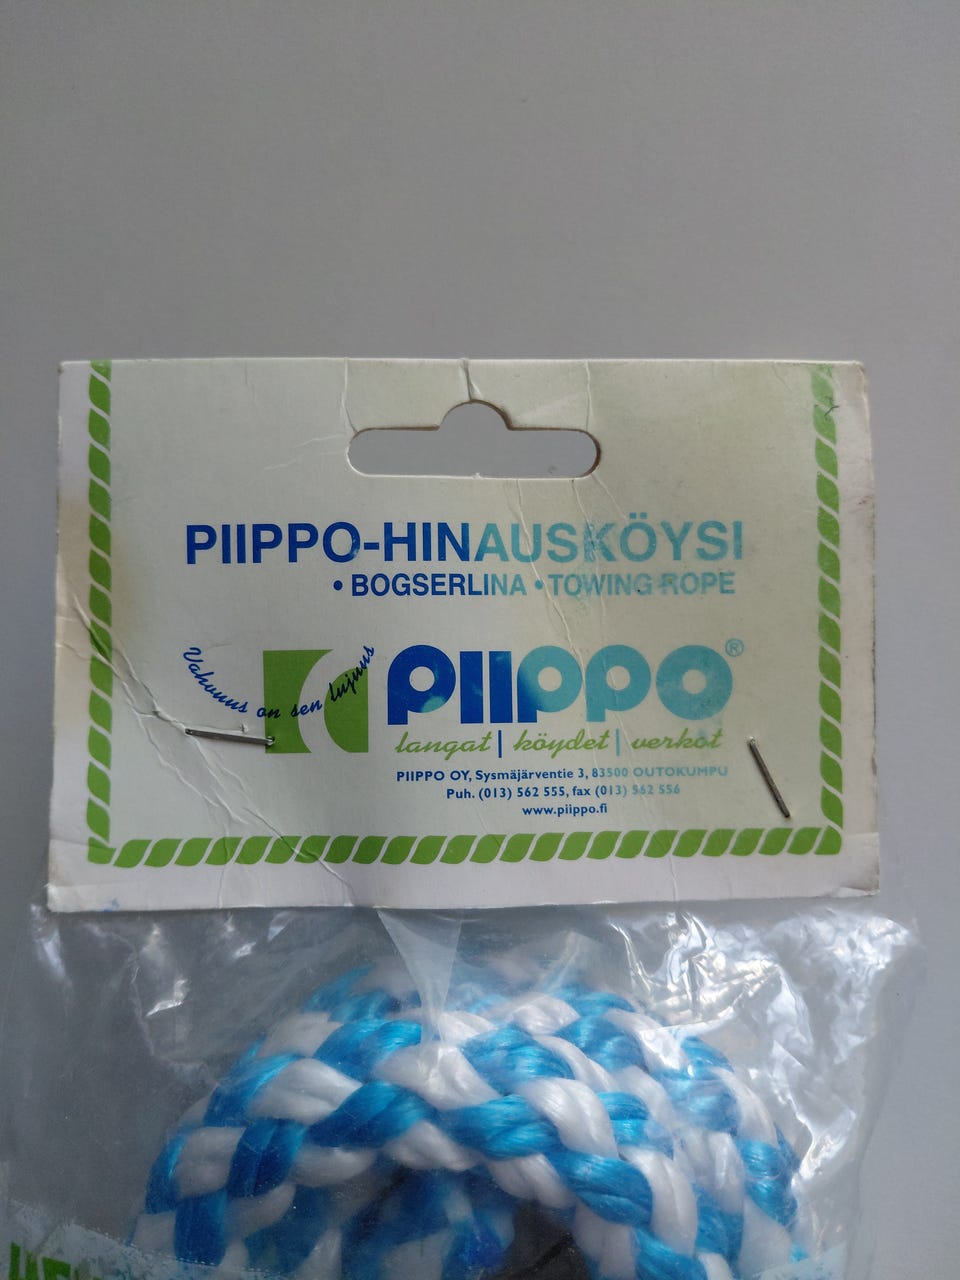 PIIPPO-HINAUSKÖYSI
• BOGSERLINA • TOWING ROPE
Vahvuus on sen lujuus
PIIPPO®
langat | köydet | verkot
PIIPPO OY, Sysmäjärventie 3, 83500 OUTOKUMPU
Puh. (013) 562 555, fax (013) 562 556
www.piippo.fi